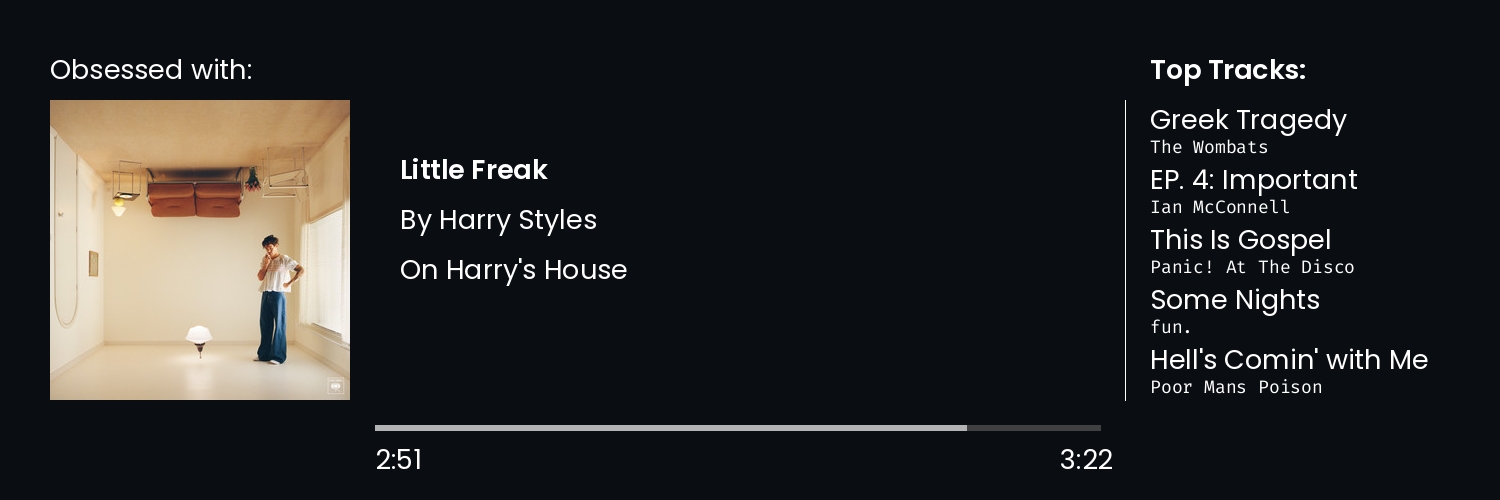 Obsessed with:
Little Freak
By Harry Styles
On Harry's House
2:51
3:22
Top Tracks:
Greek Tragedy
The Wombats
EP. 4: Important
Ian McConnell
This Is Gospel
Panic! At The Disco
Some Nights
fun.
Hell's Comin' with Me
Poor Mans Poison